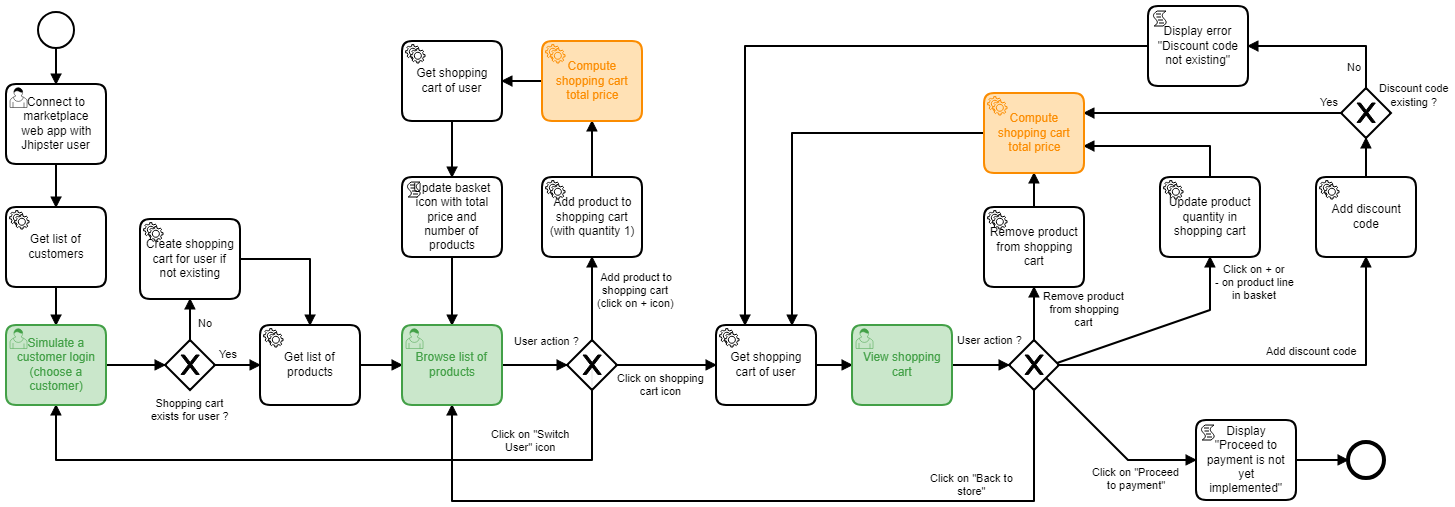 Connect to
marketplace
web app with
Jhipster user
Get list of
customers
Simulate a
customer login
(choose a
customer)
Create shopping
cart for user if
not existing
No
Yes
Shopping cart
exists for user ?
Get list of
products
Get shopping
cart of user
Compute
shopping cart
total price
Update basket
icon with total
price and
number of
products
Add product to
shopping cart
(with quantity 1)
Add product to
shopping cart
(click on + icon)
Browse list of
products
User action ?
Click on shopping
cart icon
Click on "Switch
User" icon
Get shopping
cart of user
View shopping
cart
User action ?
Click on "Back to
store"
Display error
"Discount code
not existing"
No
Discount code
existing ?
Yes
Compute
shopping cart
total price
Remove product
from shopping
cart
Remove product
from shopping
cart
Update product
quantity in
shopping cart
Click on + or
- on product line
in basket
Add discount
code
Add discount code
Click on "Proceed
to payment"
Display
"Proceed to
payment is not
yet
implemented"